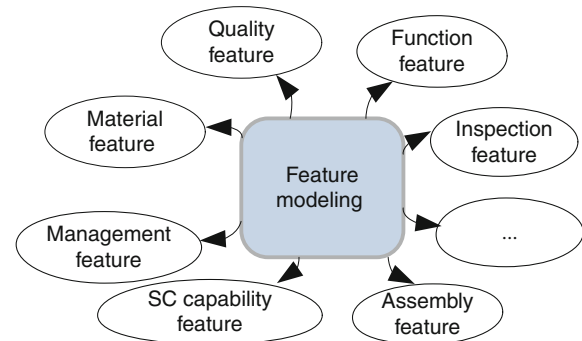 Quality
feature
Function
feature
Material
feature
Inspection
feature
Feature
modeling
Management
feature
...
SC capability
feature
Assembly
feature